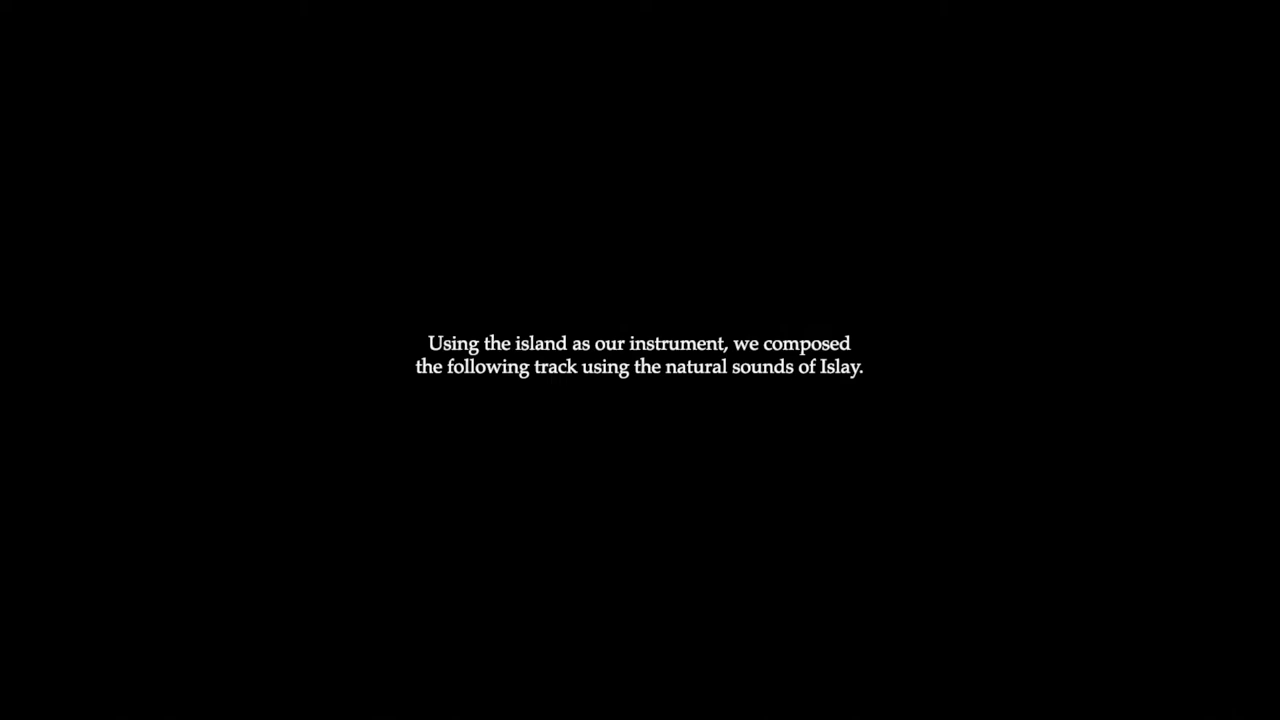 Using the island as our instrument, we composed
the following track using the natural sounds of Islay.